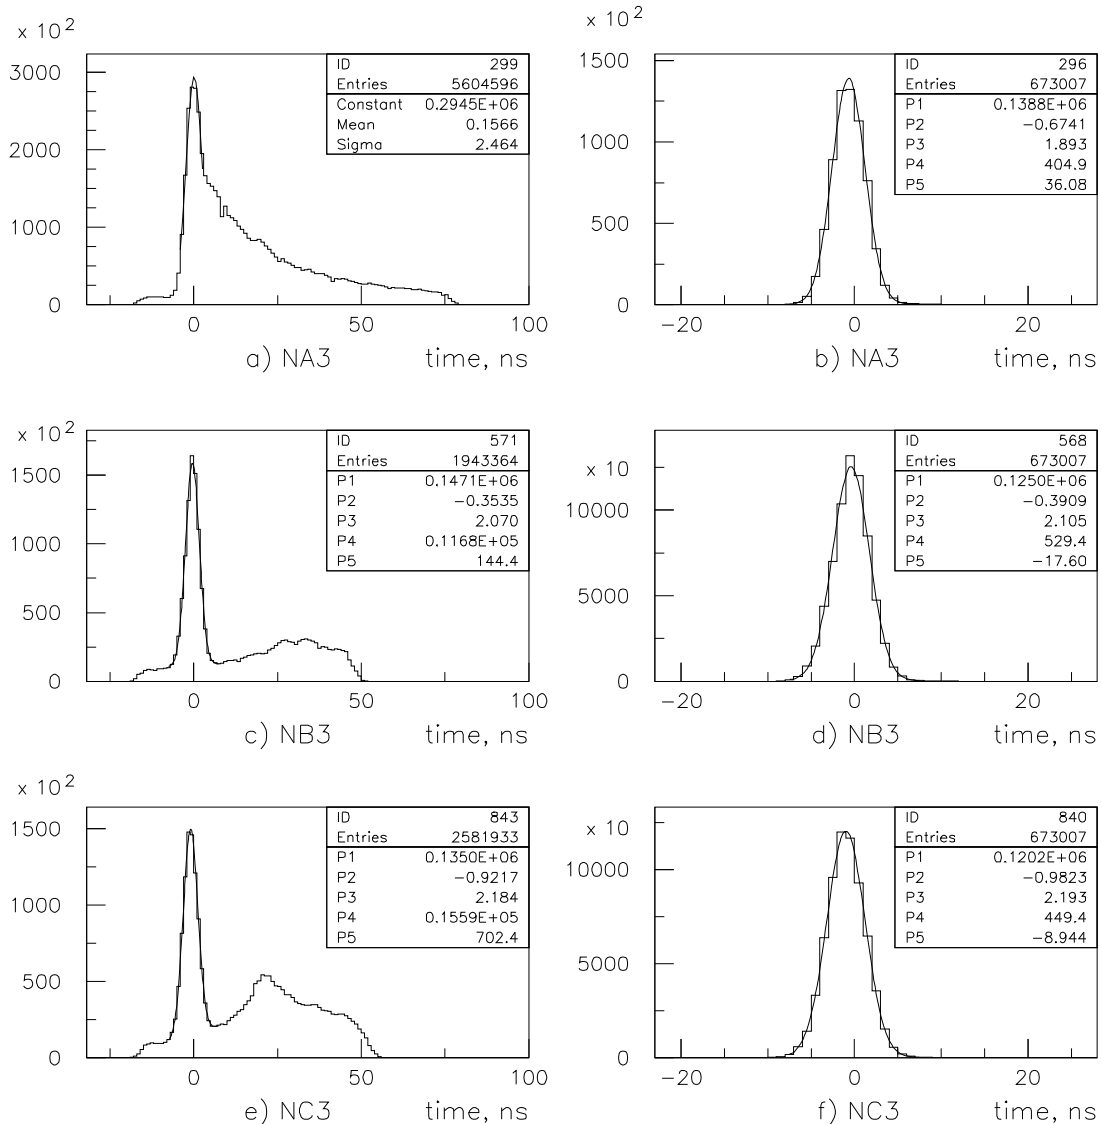 × 10 2
3000
2000
1000
0
0 50 100
ID 299
Entries 5604596
Constant 0.2945E+06
Mean 0.1566
Sigma 2.464
a) NA3 time, ns
× 10 2
1500
1000
500
0
−20 0 20
ID 296
Entries 673007
P1 0.1388E+06
P2 −0.6741
P3 1.893
P4 404.9
P5 36.08
b) NA3 time, ns
× 10 2
1500
1000
500
0
0 50 100
ID 571
Entries 1943364
P1 0.1471E+06
P2 −0.3535
P3 2.070
P4 0.1168E+05
P5 144.4
c) NB3 time, ns
× 10
10000
5000
0
−20 0 20
ID 568
Entries 673007
P1 0.1250E+06
P2 −0.3909
P3 2.105
P4 529.4
P5 −17.60
d) NB3 time, ns
× 10 2
1500
1000
500
0
0 50 100
ID 843
Entries 2581933
P1 0.1350E+06
P2 −0.9217
P3 2.184
P4 0.1559E+05
P5 702.4
e) NC3 time, ns
× 10
10000
5000
0
−20 0 20
ID 840
Entries 673007
P1 0.1202E+06
P2 −0.9823
P3 2.193
P4 449.4
P5 −8.944
f) NC3 time, ns